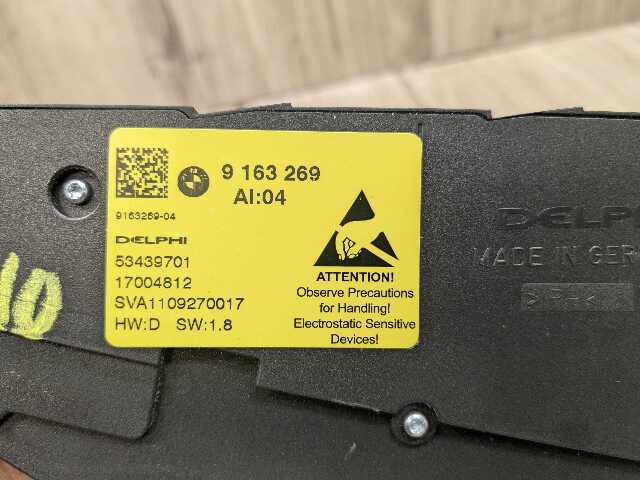 9 163 269
AI:04
9163269-04
DELPHI
53439701
17004812
SVA1109270017
HW:D SW:1.8
ATTENTION!
Observe Precautions
for Handling!
Electrostatic Sensitive
Devices!
DELPHI
MADE IN GER
10